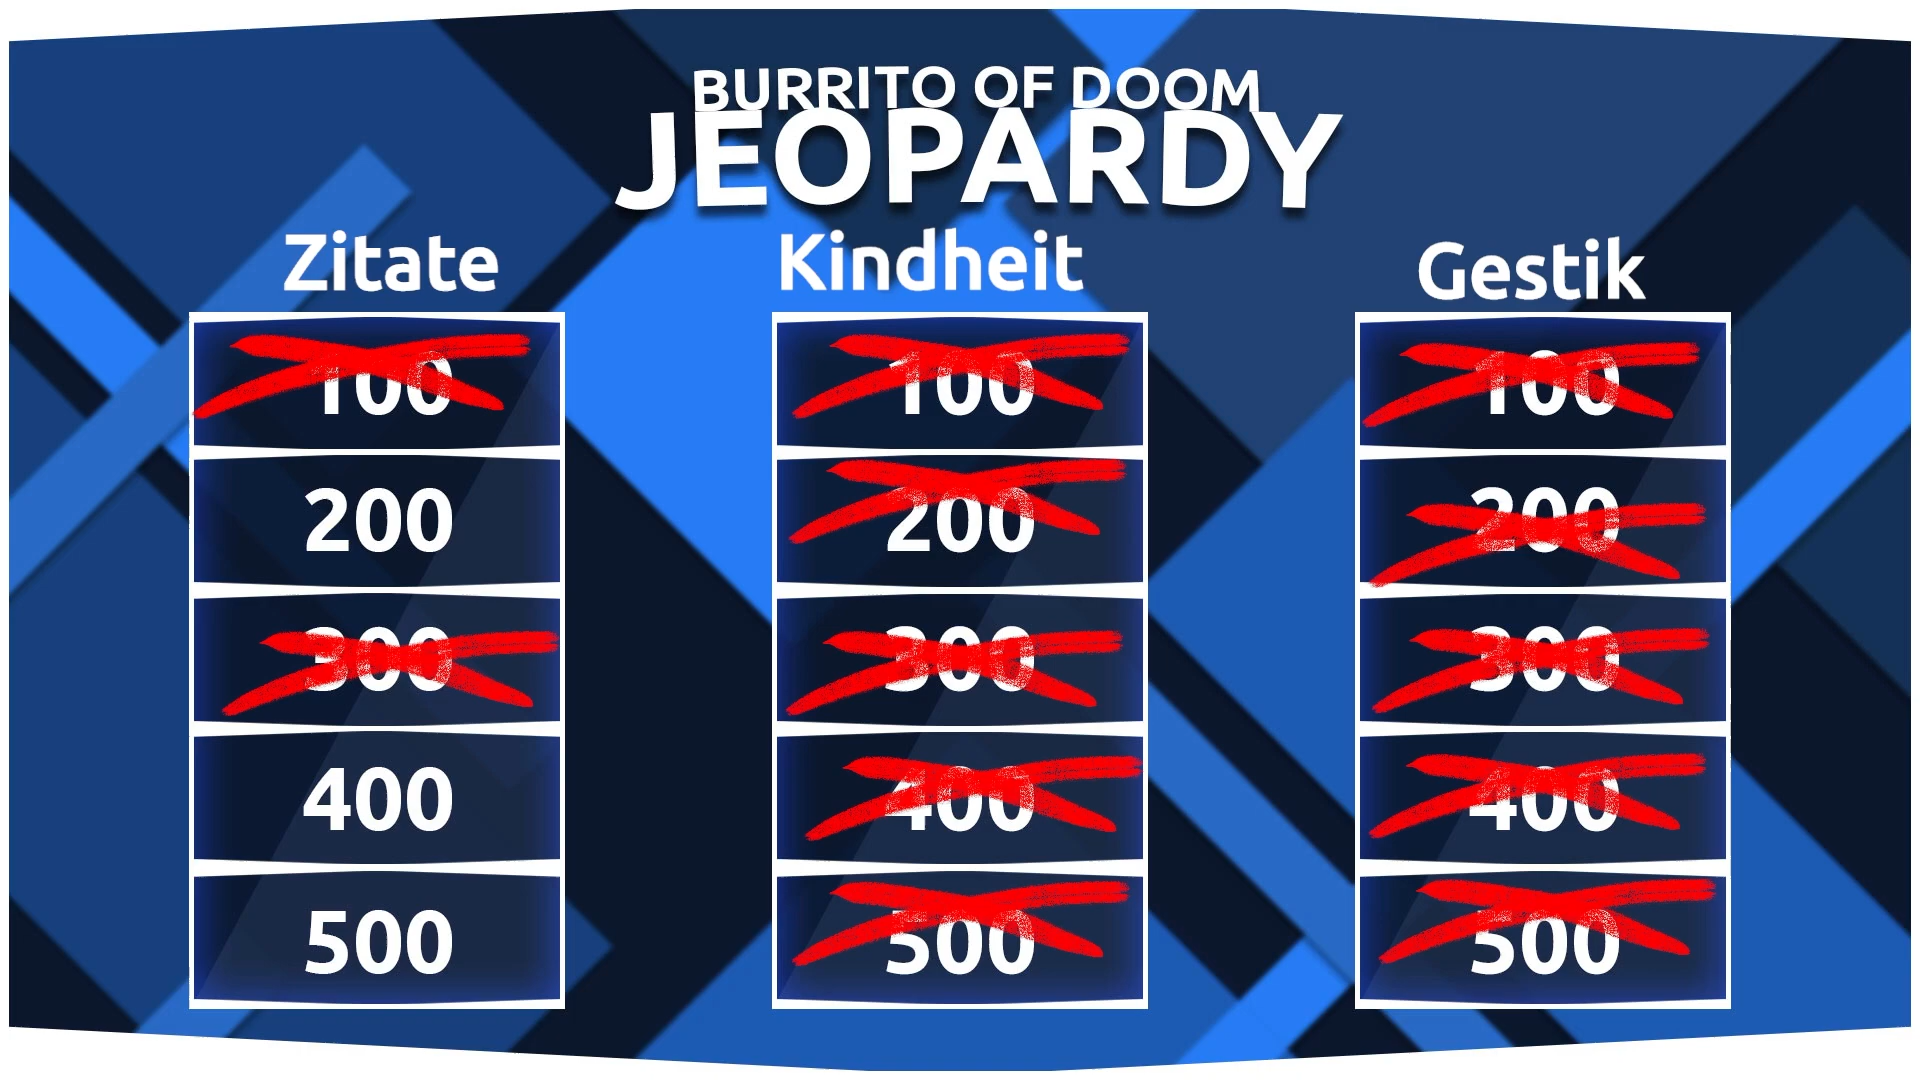 BURRITO OF DOOM
JEOPARDY
Zitate Kindheit Gestik
100 100 100
200 200 200
300 300 300
400 400 400
500 500 500